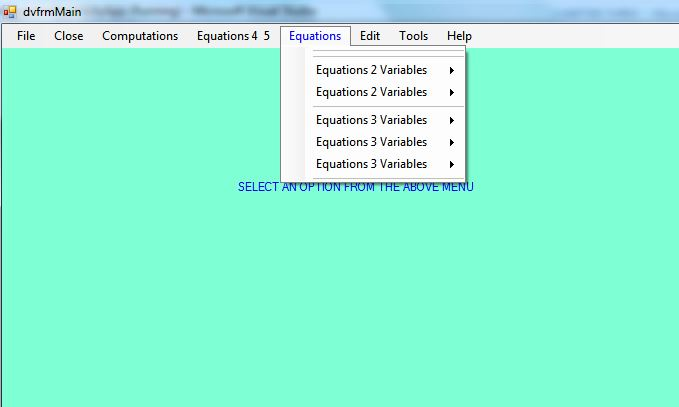 dvfrmMain
File Close Computations Equations 4 5 Equations Edit Tools Help
Equations 2 Variables
Equations 2 Variables
Equations 3 Variables
Equations 3 Variables
Equations 3 Variables
SELECT AN OPTION FROM THE ABOVE MENU